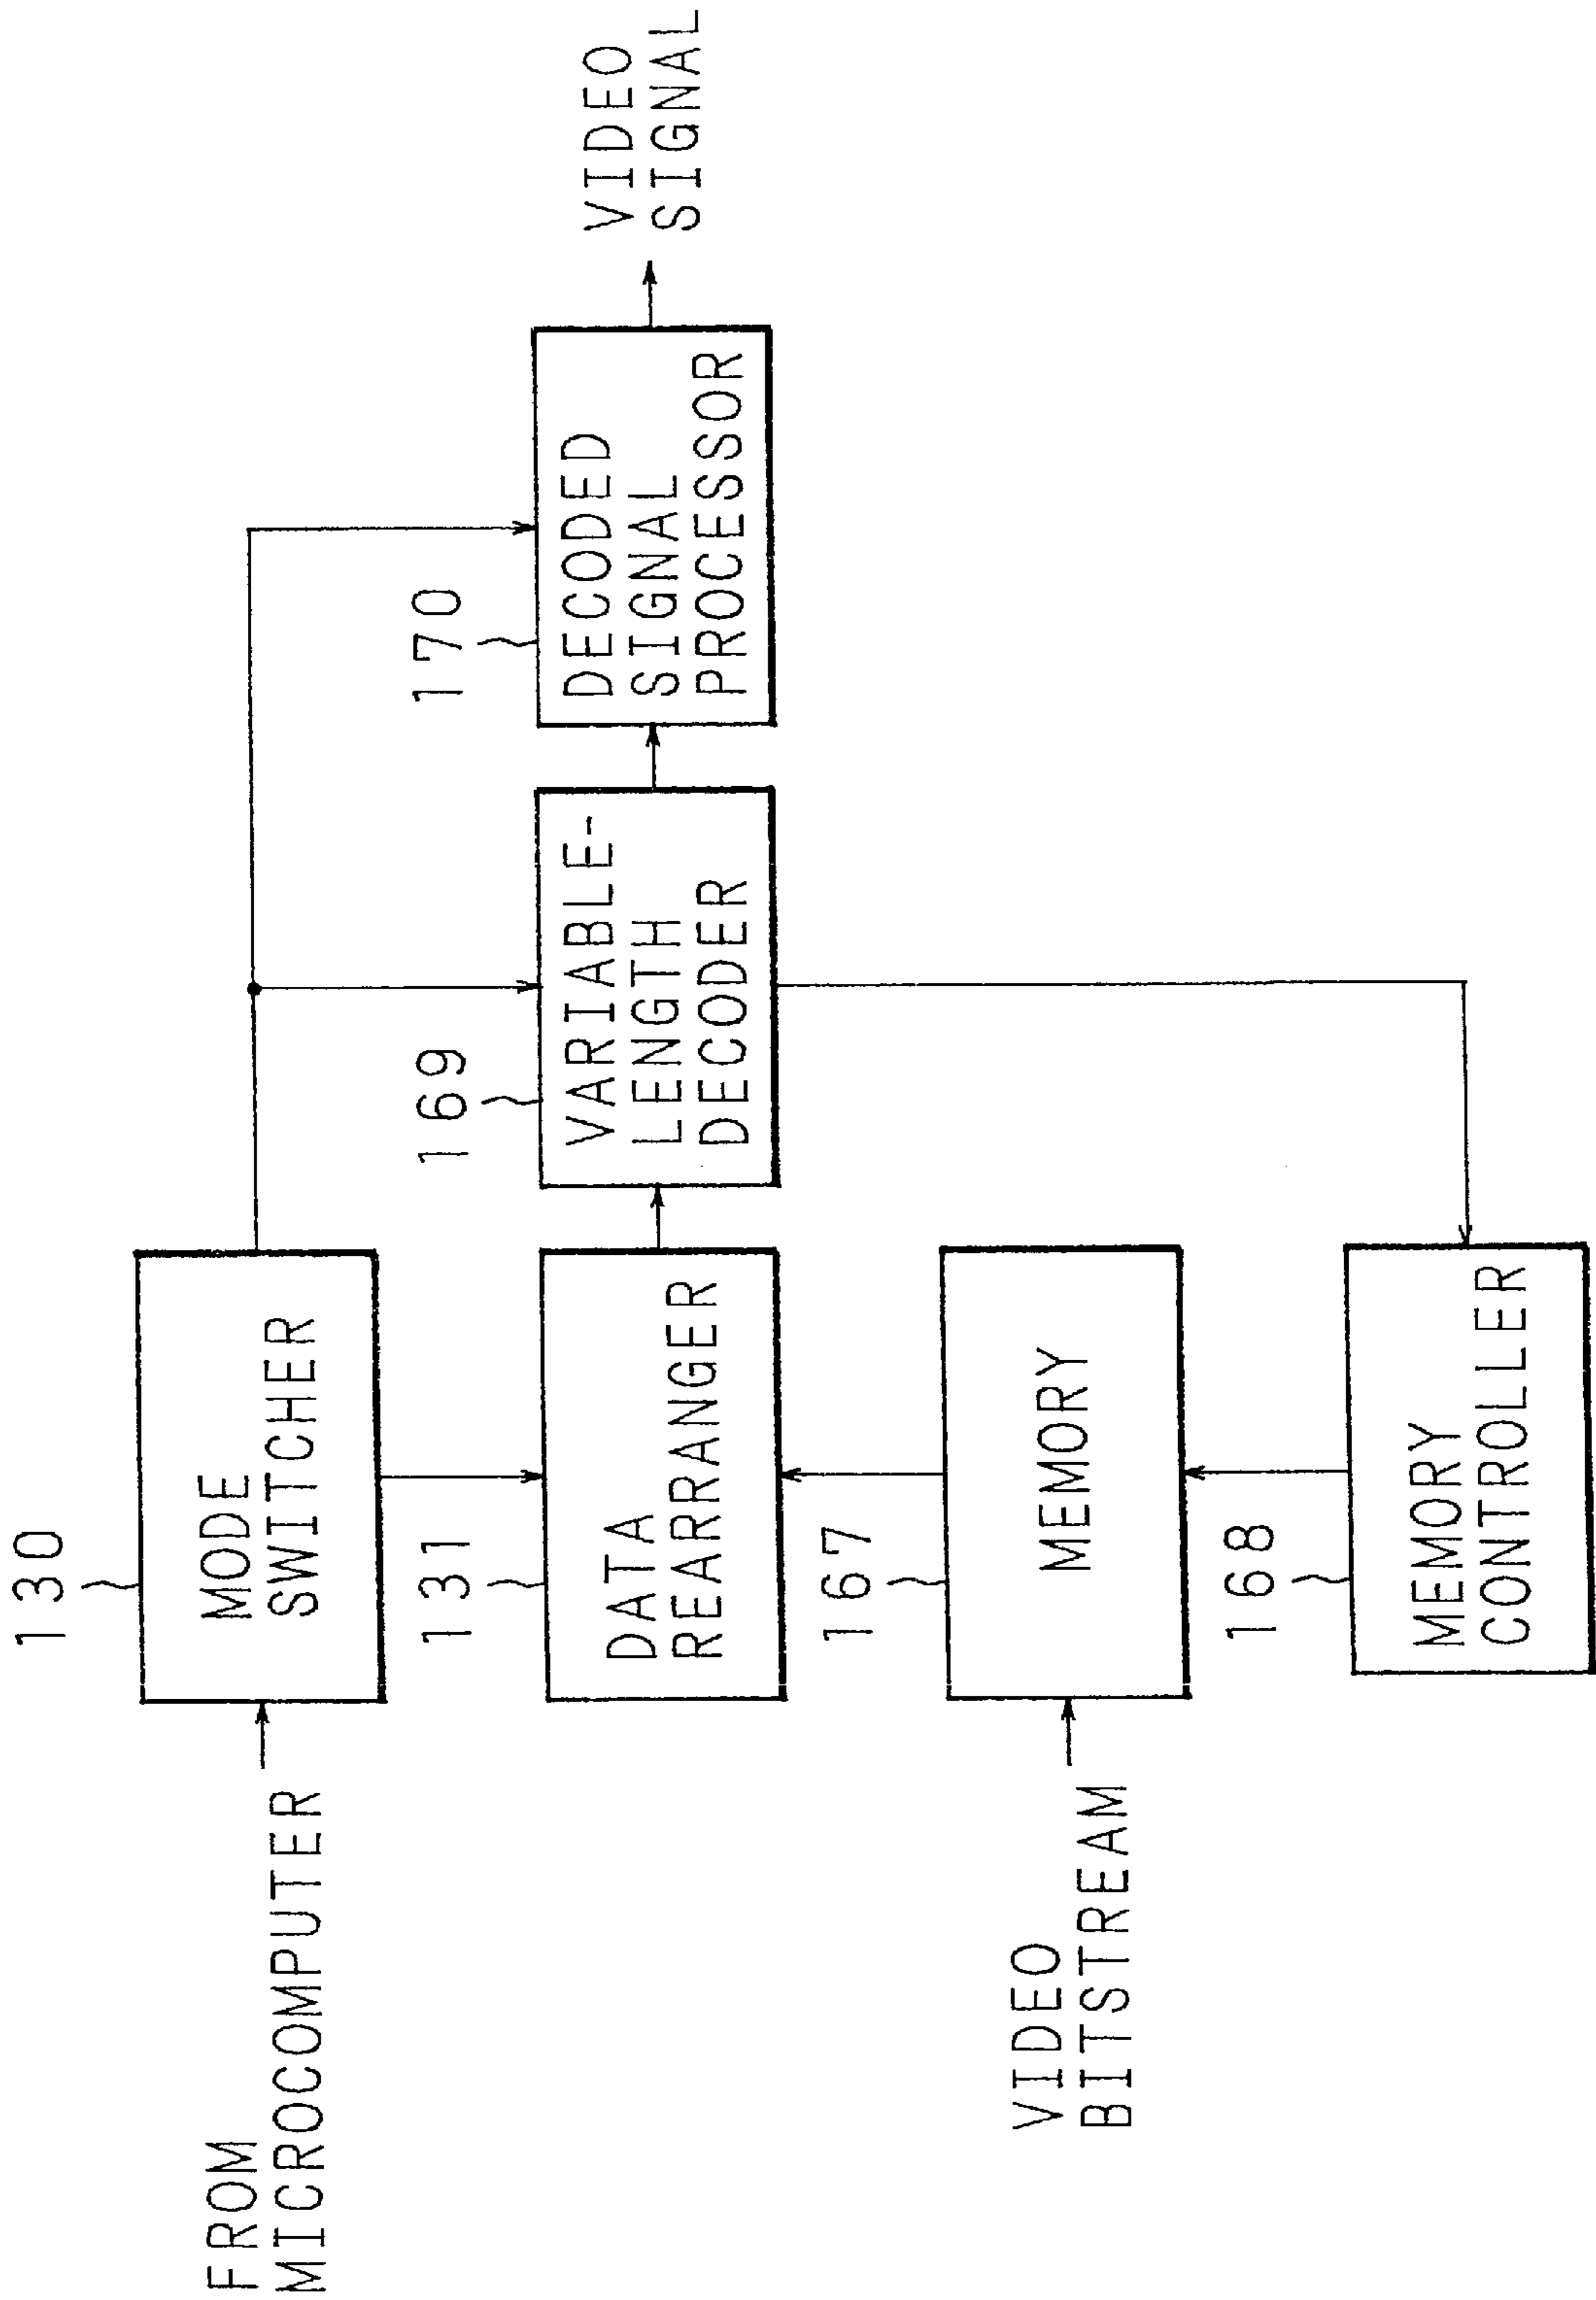 130
FROM
MICROCOMPUTER
MODE
SWITCHER
131
DATA
REARRANGER
169
VARIABLE-
LENGTH
DECODER
170
DECODED
SIGNAL
PROCESSOR
VIDEO
SIGNAL
167
VIDEO
BITSTREAM
MEMORY
168
MEMORY
CONTROLLER